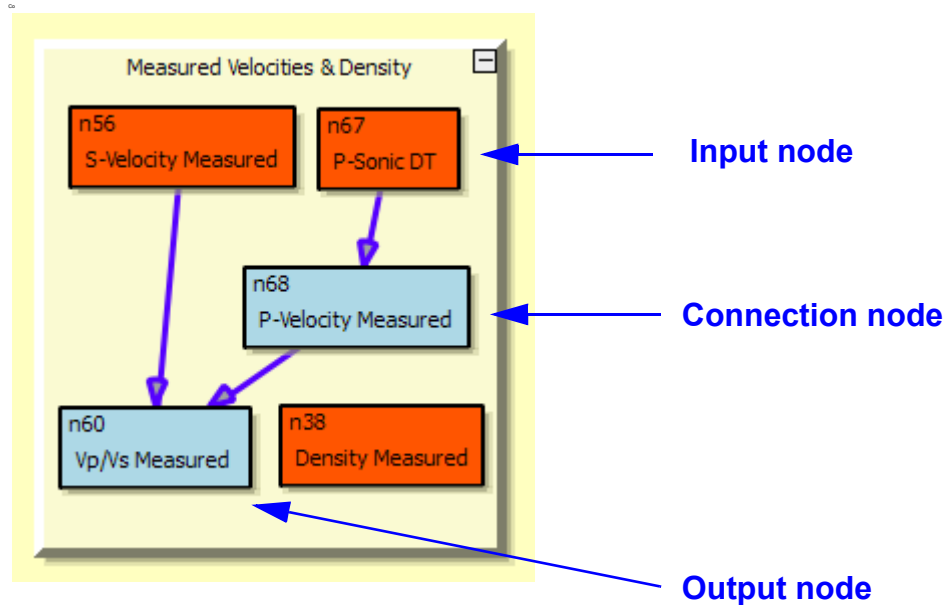 Co
Measured Velocities & Density
n56
S-Velocity Measured
n67
P-Sonic DT
Input node
n68
P-Velocity Measured
Connection node
n60
Vp/Vs Measured
n38
Density Measured
Output node